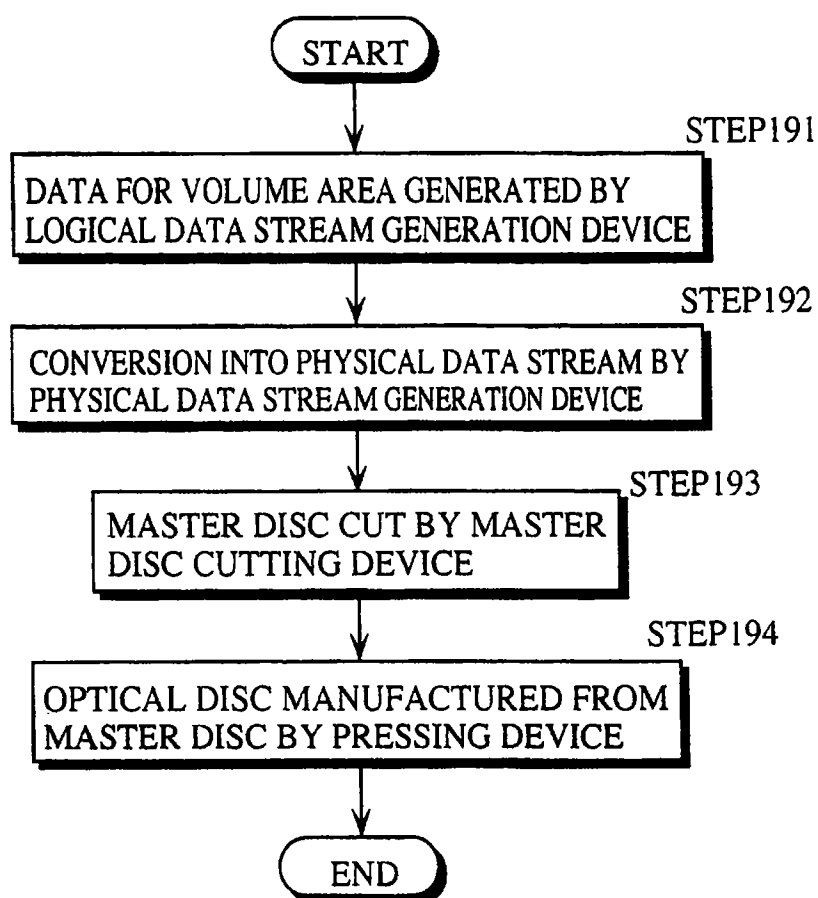 START
STEP191
DATA FOR VOLUME AREA GENERATED BY
LOGICAL DATA STREAM GENERATION DEVICE
STEP192
CONVERSION INTO PHYSICAL DATA STREAM BY
PHYSICAL DATA STREAM GENERATION DEVICE
STEP193
MASTER DISC CUT BY MASTER
DISC CUTTING DEVICE
STEP194
OPTICAL DISC MANUFACTURED FROM
MASTER DISC BY PRESSING DEVICE
END